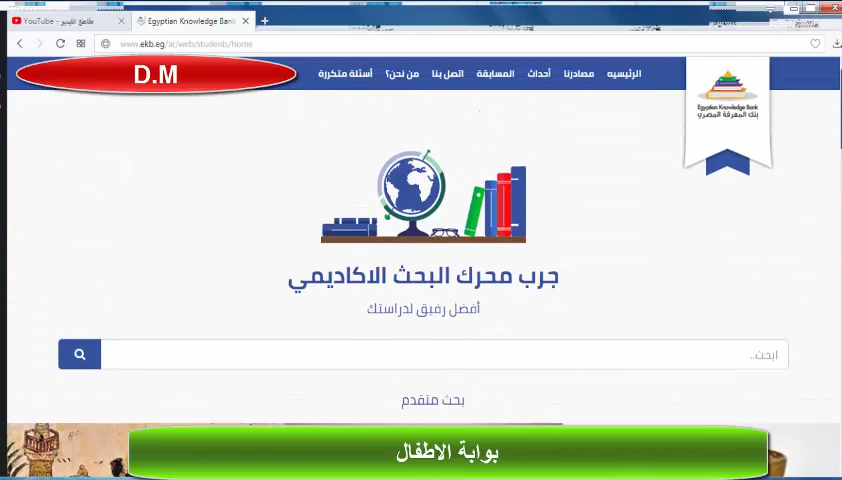 YouTube - مقاطع الفيديو
Egyptian Knowledge Bank
www.ekb.eg/ar/web/students/home
D.M
الرئيسيه مصادرنا أحداث المسابقة اتصل بنا من نحن؟ أسئلة متكررة
Egyptian Knowledge Bank
بنك المعرفة المصري
جرب محرك البحث الاكاديمي
أفضل رفيق لدراستك
ابحث..
بحث متقدم
بوابة الاطفال